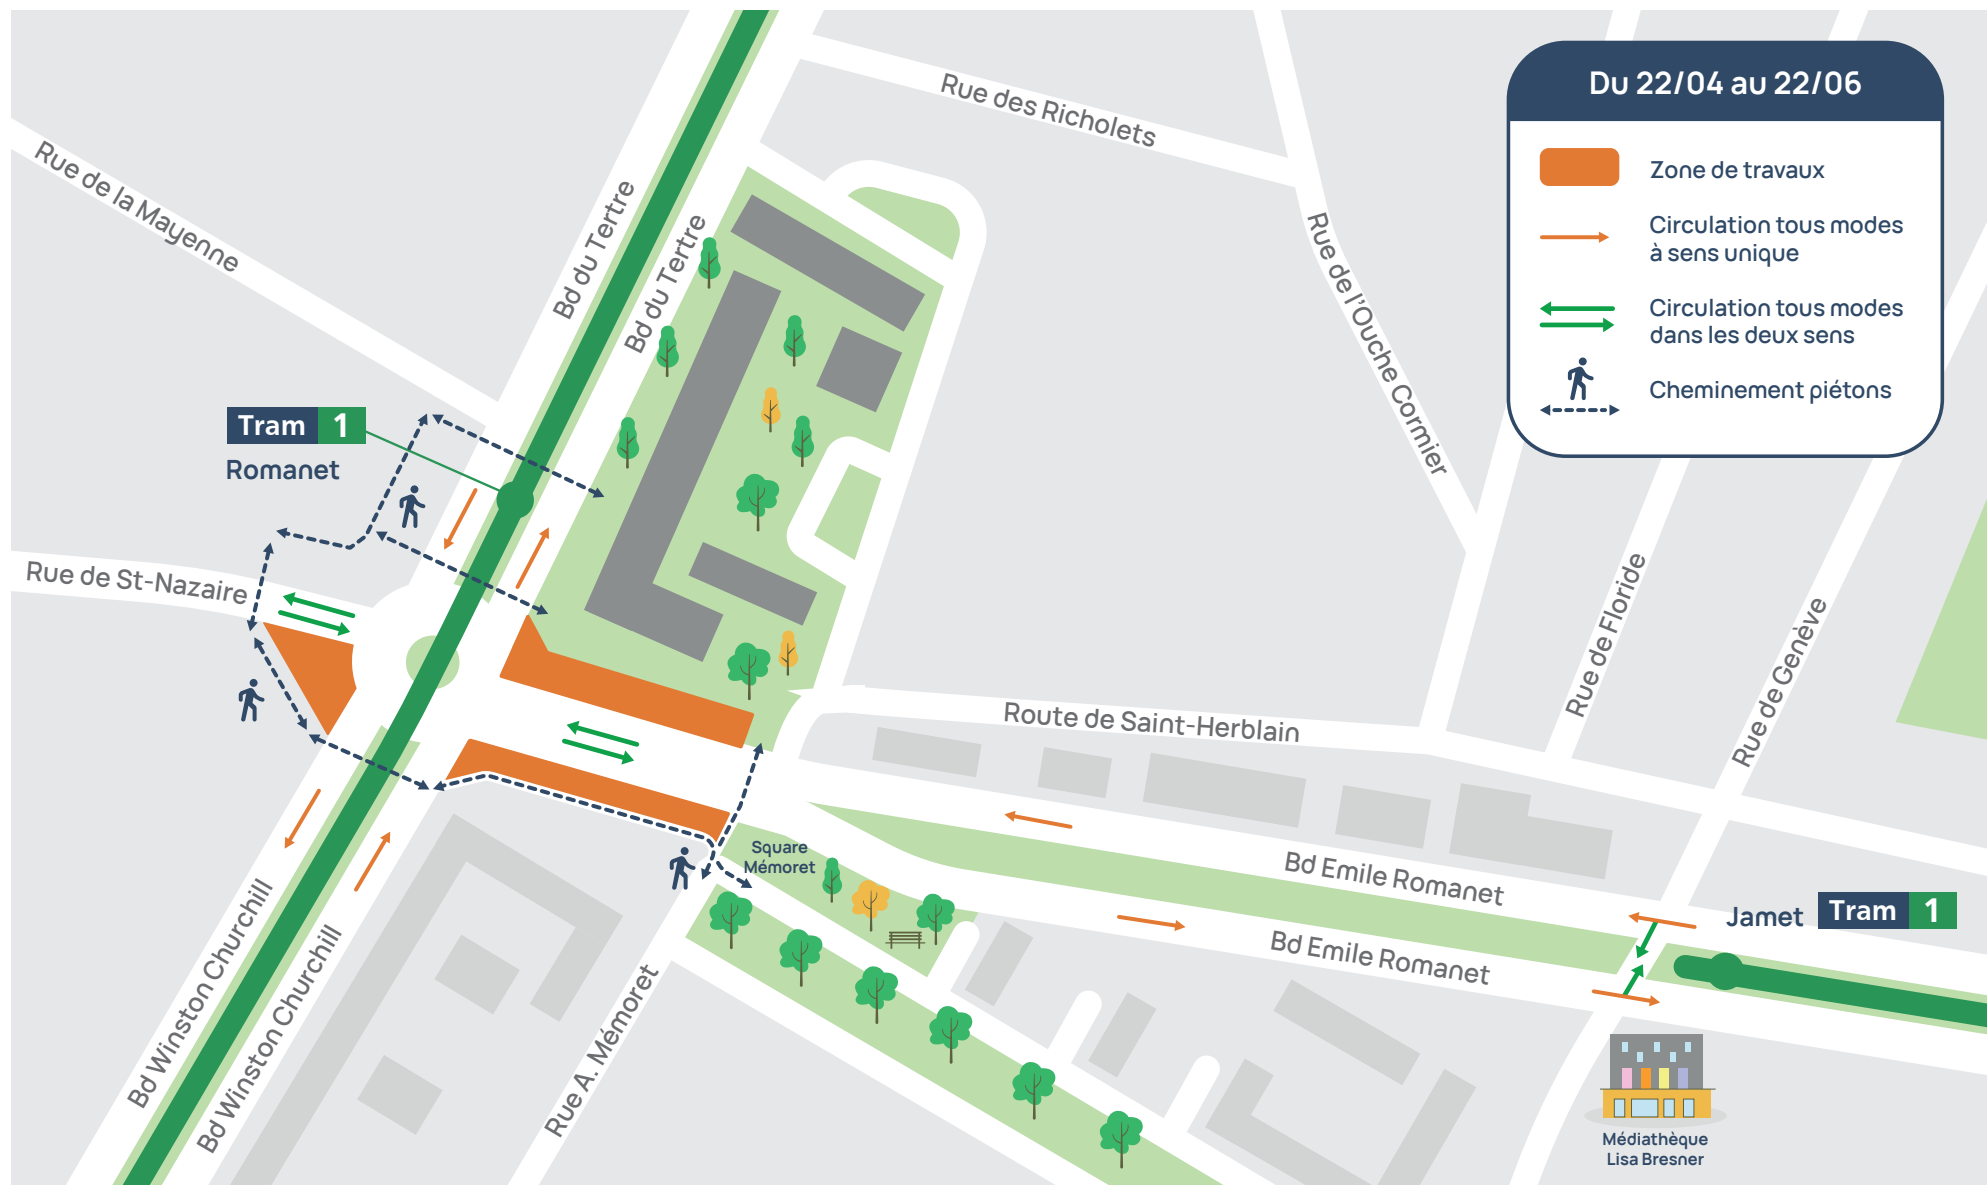 Du 22/04 au 22/06
Zone de travaux
Circulation tous modes
à sens unique
Circulation tous modes
dans les deux sens
Cheminement piétons
Rue des Richolets
Rue de la Mayenne
Bd du Tertre
Bd du Tertre
Rue de l'Ouche Cormier
Tram 1
Romanet
Rue de St-Nazaire
Rue de Floride
Rue de Genève
Route de Saint-Herblain
Square
Mémoret
Bd Emile Romanet
Bd Emile Romanet
Jamet Tram 1
Bd Winston Churchill
Bd Winston Churchill
Rue A. Mémoret
Médiathèque
Lisa Bresner